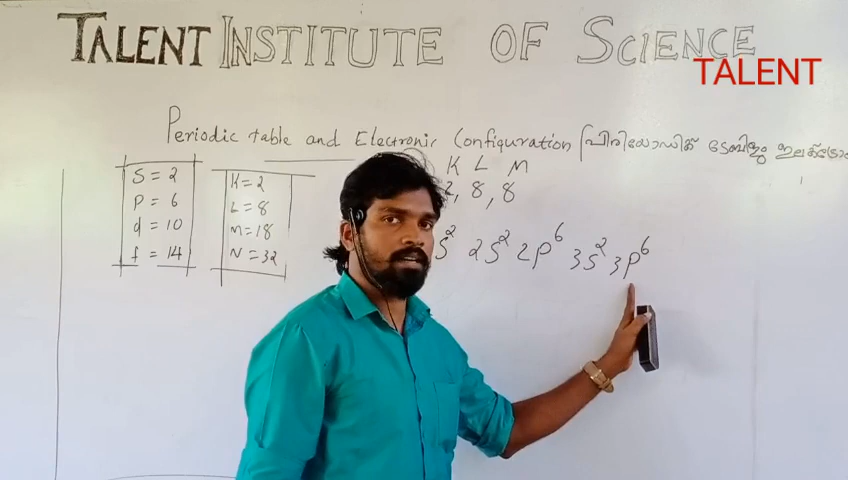 TALENT INSTITUTE OF SCIENCE
TALENT
Periodic table and Electronic Configuration (പിരിയോഡിക് ടേബിളും
K L M
2, 8, 8
S = 2
P = 6
d = 10
f = 14
K = 2
L = 8
M = 18
N = 32
S² 2S² 2P⁶ 3S² 3P⁶